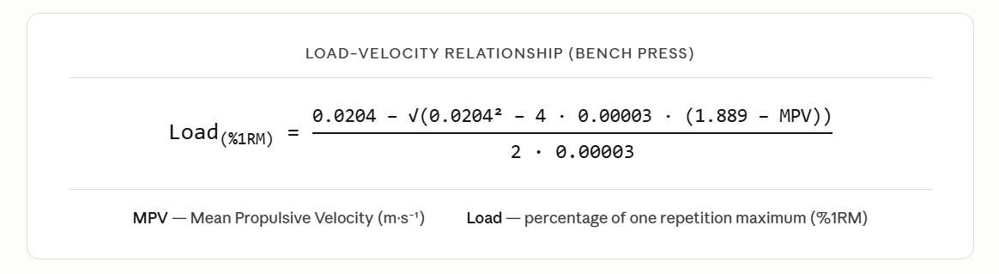 LOAD–VELOCITY RELATIONSHIP (BENCH PRESS)
Load(%1RM) = 0.0204 – √(0.0204² – 4 · 0.00003 · (1.889 – MPV))
2 · 0.00003
MPV — Mean Propulsive Velocity (m·s⁻¹) Load — percentage of one repetition maximum (%1RM)